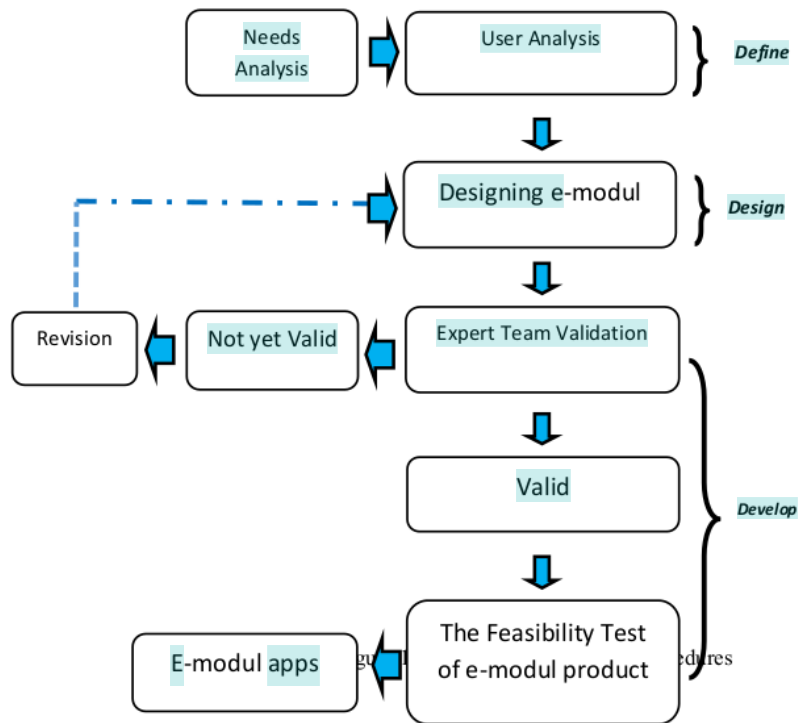 Needs
Analysis
User Analysis
Define
Designing e-modul
Design
Revision
Not yet Valid
Expert Team Validation
Valid
Develop
The Feasibility Test
of e-modul product
E-modul apps